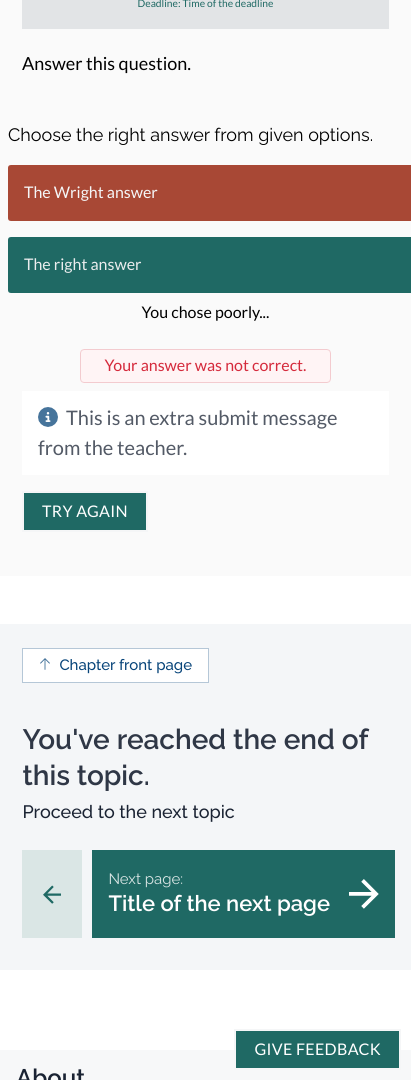 Deadline: Time of the deadline
Answer this question.
Choose the right answer from given options.
The Wright answer
The right answer
You chose poorly...
Your answer was not correct.
This is an extra submit message
from the teacher.
TRY AGAIN
Chapter front page
You've reached the end of
this topic.
Proceed to the next topic
Next page:
Title of the next page
GIVE FEEDBACK
About